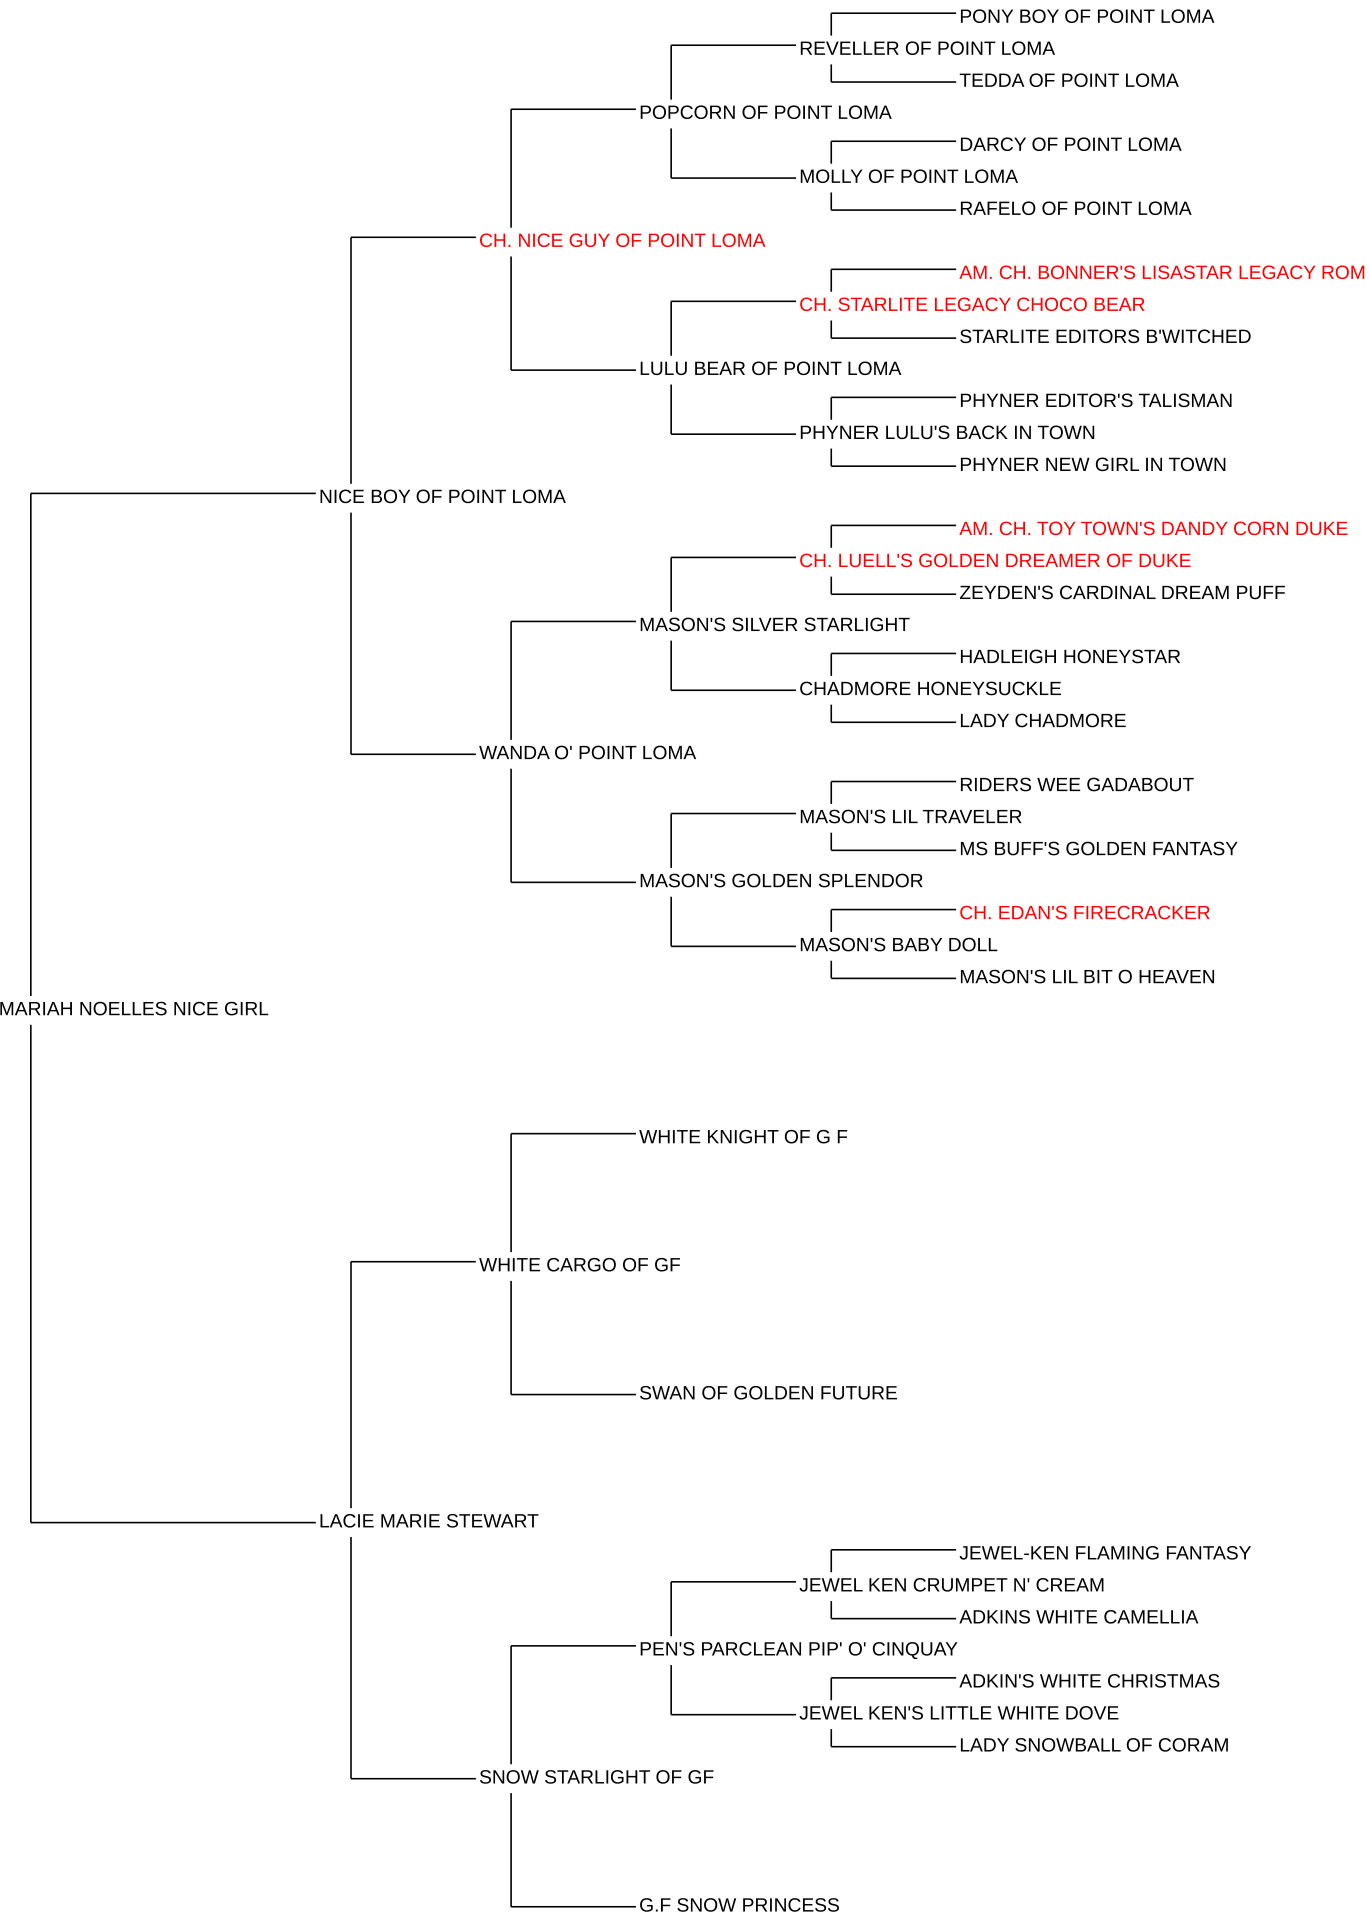 PONY BOY OF POINT LOMA
REVELLER OF POINT LOMA
TEDDA OF POINT LOMA
POPCORN OF POINT LOMA
DARCY OF POINT LOMA
MOLLY OF POINT LOMA
RAFELO OF POINT LOMA
CH. NICE GUY OF POINT LOMA
AM. CH. BONNER'S LISASTAR LEGACY ROM
CH. STARLITE LEGACY CHOCO BEAR
STARLITE EDITORS B'WITCHED
LULU BEAR OF POINT LOMA
PHYNER EDITOR'S TALISMAN
PHYNER LULU'S BACK IN TOWN
PHYNER NEW GIRL IN TOWN
NICE BOY OF POINT LOMA
AM. CH. TOY TOWN'S DANDY CORN DUKE
CH. LUELL'S GOLDEN DREAMER OF DUKE
ZEYDEN'S CARDINAL DREAM PUFF
MASON'S SILVER STARLIGHT
HADLEIGH HONEYSTAR
CHADMORE HONEYSUCKLE
LADY CHADMORE
WANDA O' POINT LOMA
RIDERS WEE GADABOUT
MASON'S LIL TRAVELER
MS BUFF'S GOLDEN FANTASY
MASON'S GOLDEN SPLENDOR
CH. EDAN'S FIRECRACKER
MASON'S BABY DOLL
MASON'S LIL BIT O HEAVEN
MARIAH NOELLES NICE GIRL
WHITE KNIGHT OF G F
WHITE CARGO OF GF
SWAN OF GOLDEN FUTURE
LACIE MARIE STEWART
JEWEL-KEN FLAMING FANTASY
JEWEL KEN CRUMPET N' CREAM
ADKINS WHITE CAMELLIA
PEN'S PARCLEAN PIP' O' CINQUAY
ADKIN'S WHITE CHRISTMAS
JEWEL KEN'S LITTLE WHITE DOVE
LADY SNOWBALL OF CORAM
SNOW STARLIGHT OF GF
G.F SNOW PRINCESS